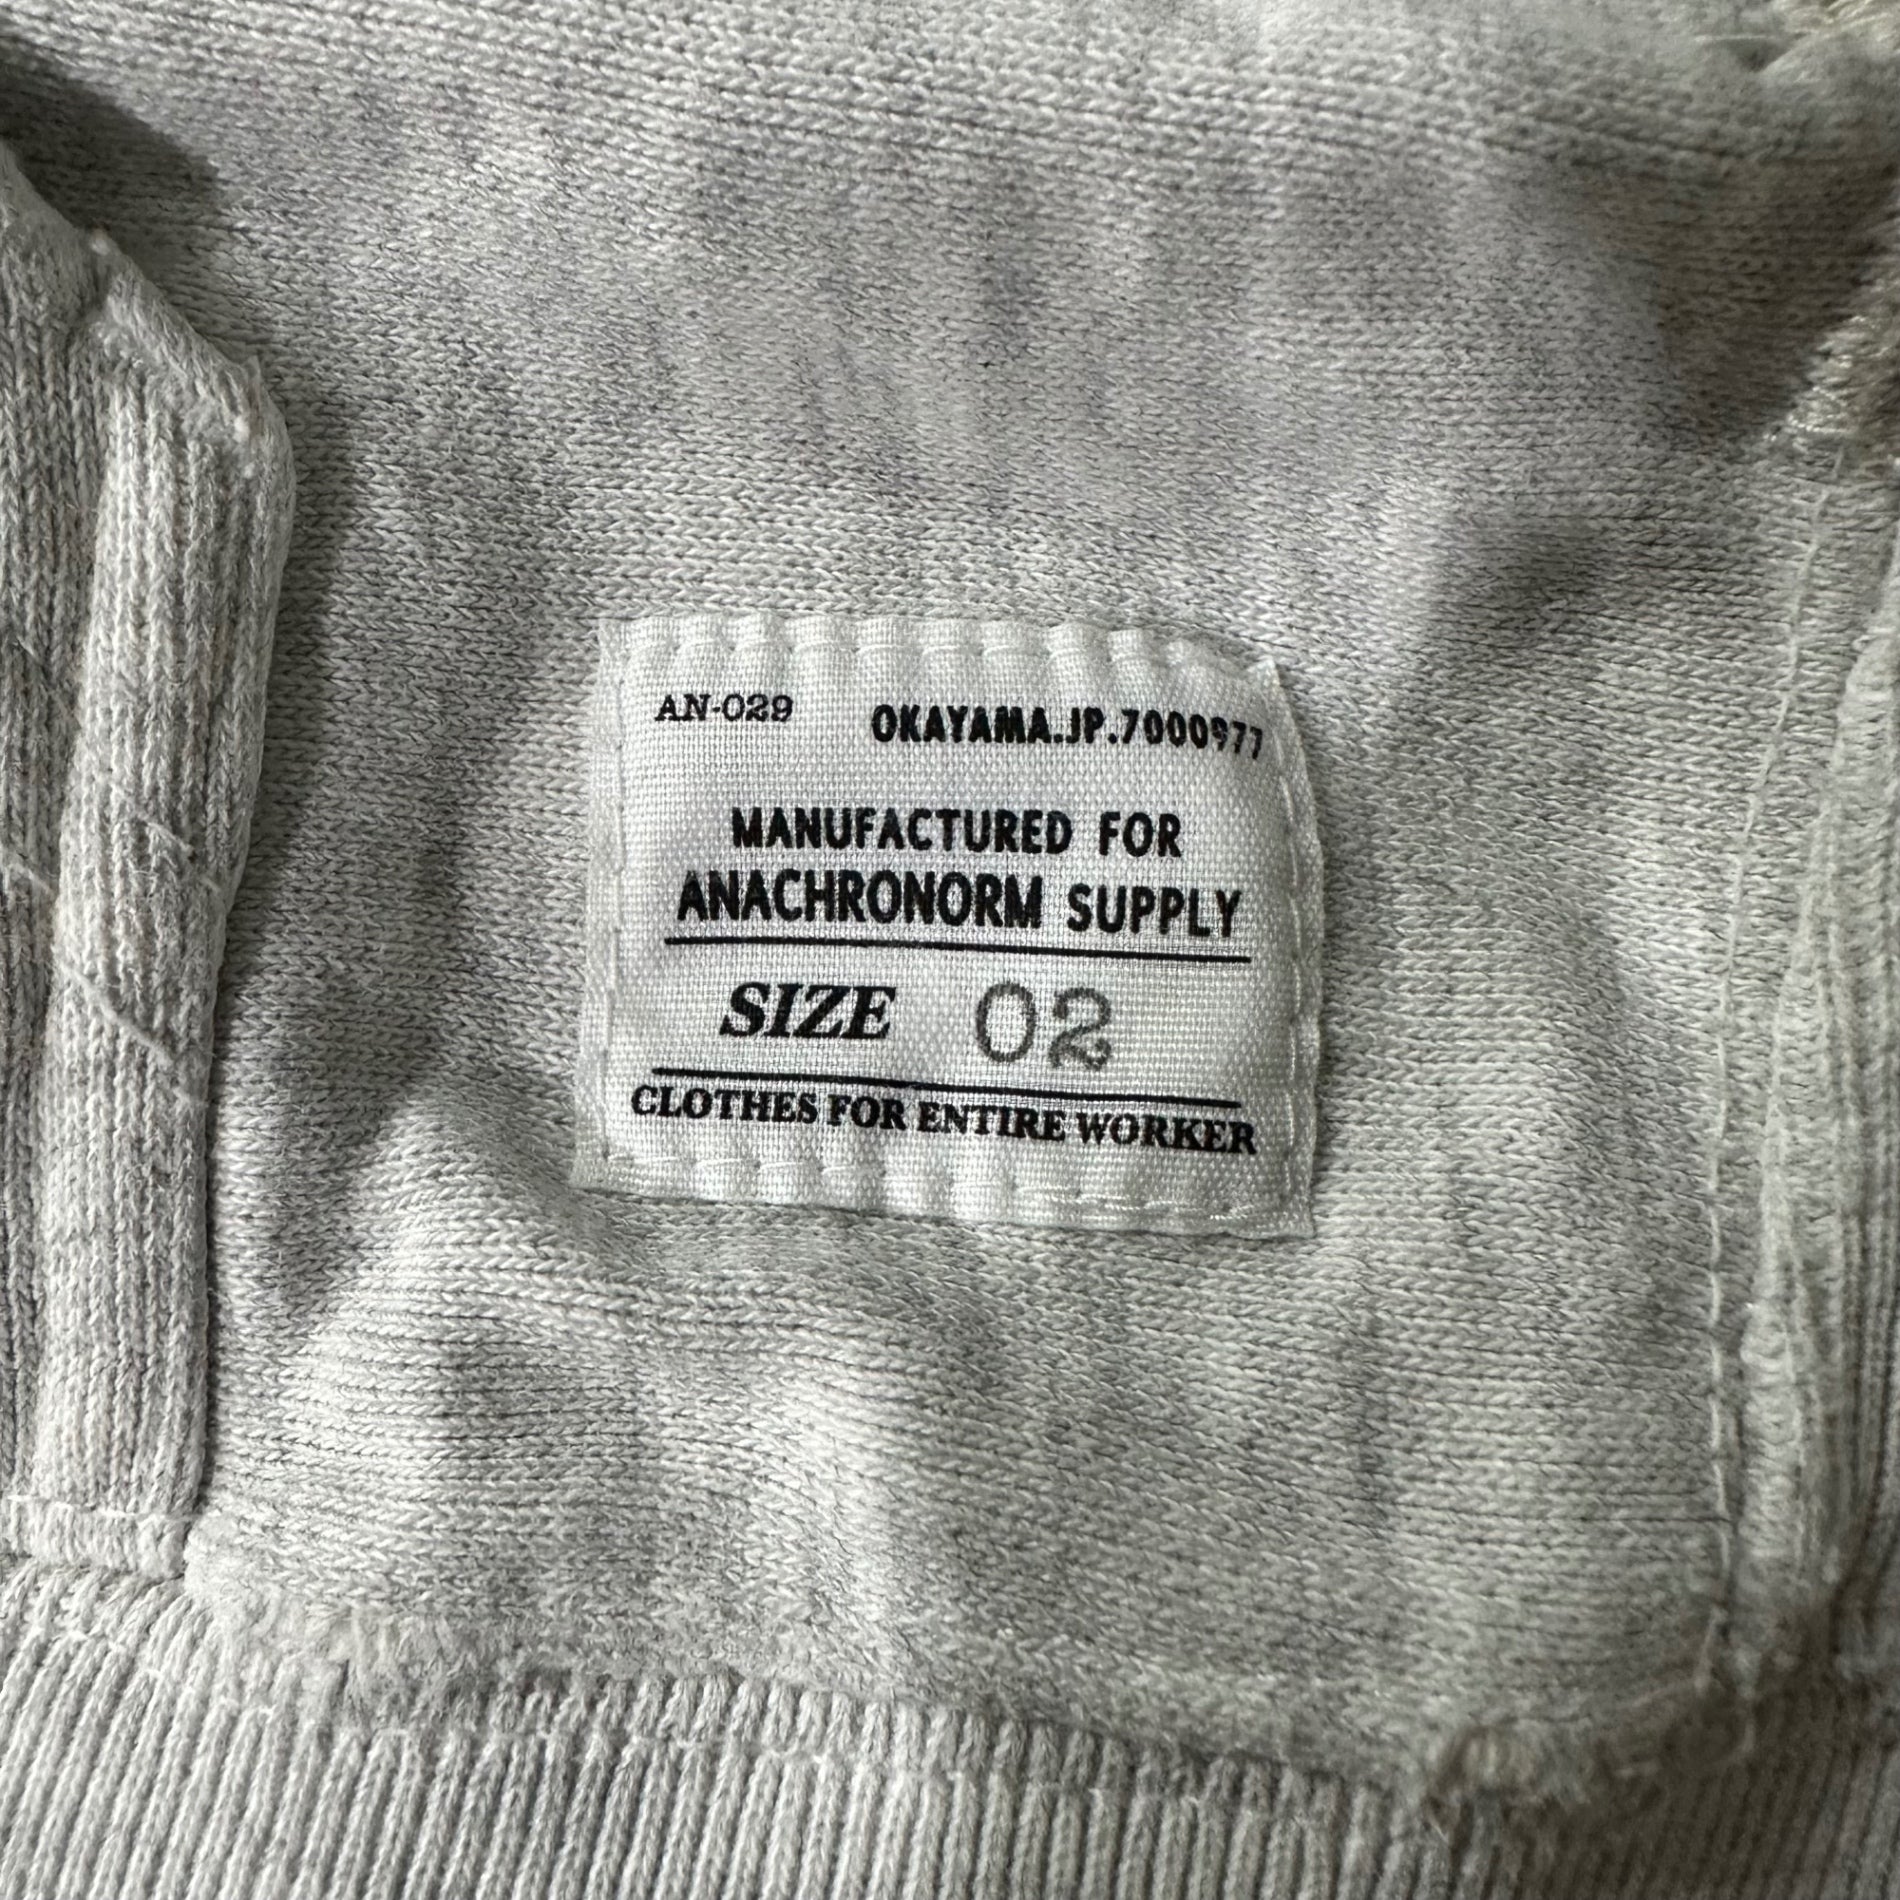 AN-029 OKAYAMA.JP.7000977
MANUFACTURED FOR
ANACHRONORM SUPPLY
SIZE 02
CLOTHES FOR ENTIRE WORKER